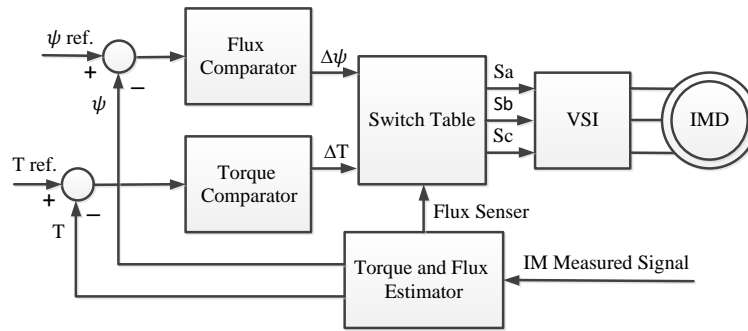 ψ ref.
+
−
ψ
Flux
Comparator
Δψ
T ref.
+
−
T
Torque
Comparator
ΔT
Switch Table
Sa
Sb
Sc
VSI
IMD
Flux Senser
Torque and Flux
Estimator
IM Measured Signal